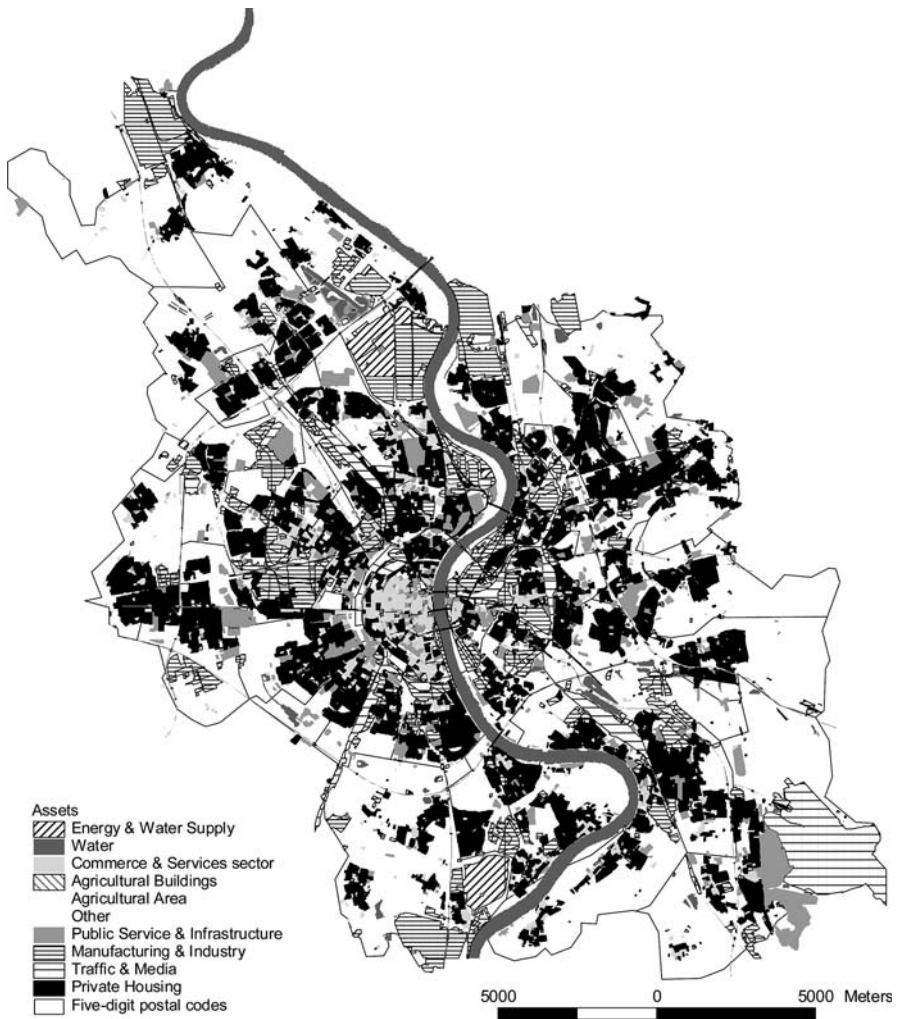 Assets
Energy & Water Supply
Water
Commerce & Services sector
Agricultural Buildings
Agricultural Area
Other
Public Service & Infrastructure
Manufacturing & Industry
Traffic & Media
Private Housing
Five-digit postal codes
5000 0 5000 Meters